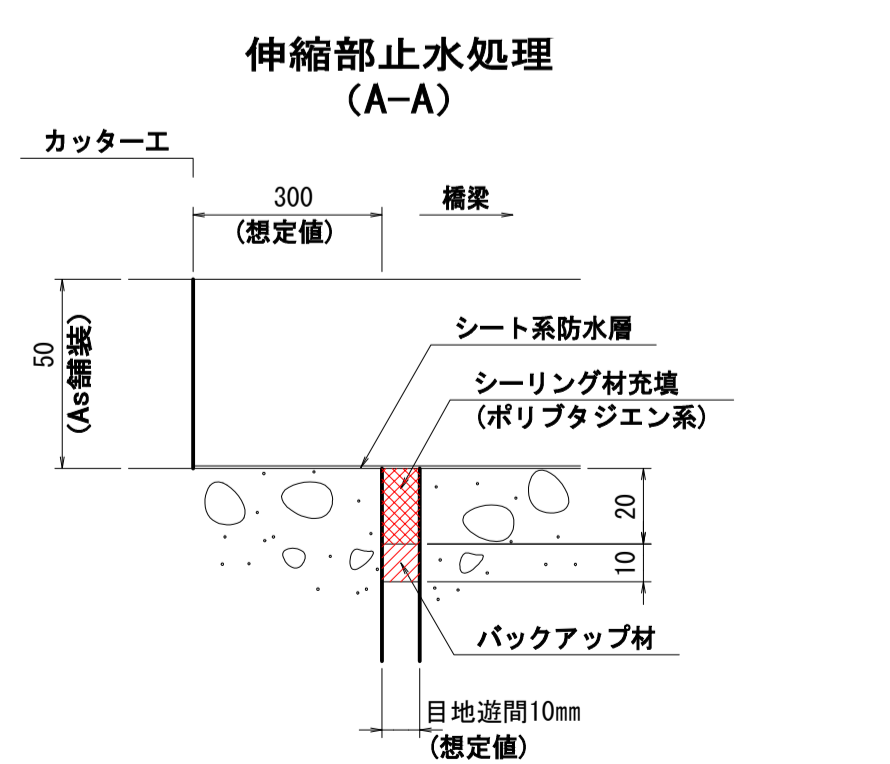 伸縮部止水処理
(A-A)
カッター工
300
(想定値)
橋梁
50
(As舗装)
シート系防水層
シーリング材充填
(ポリブタジエン系)
20
10
バックアップ材
目地遊間10mm
(想定値)